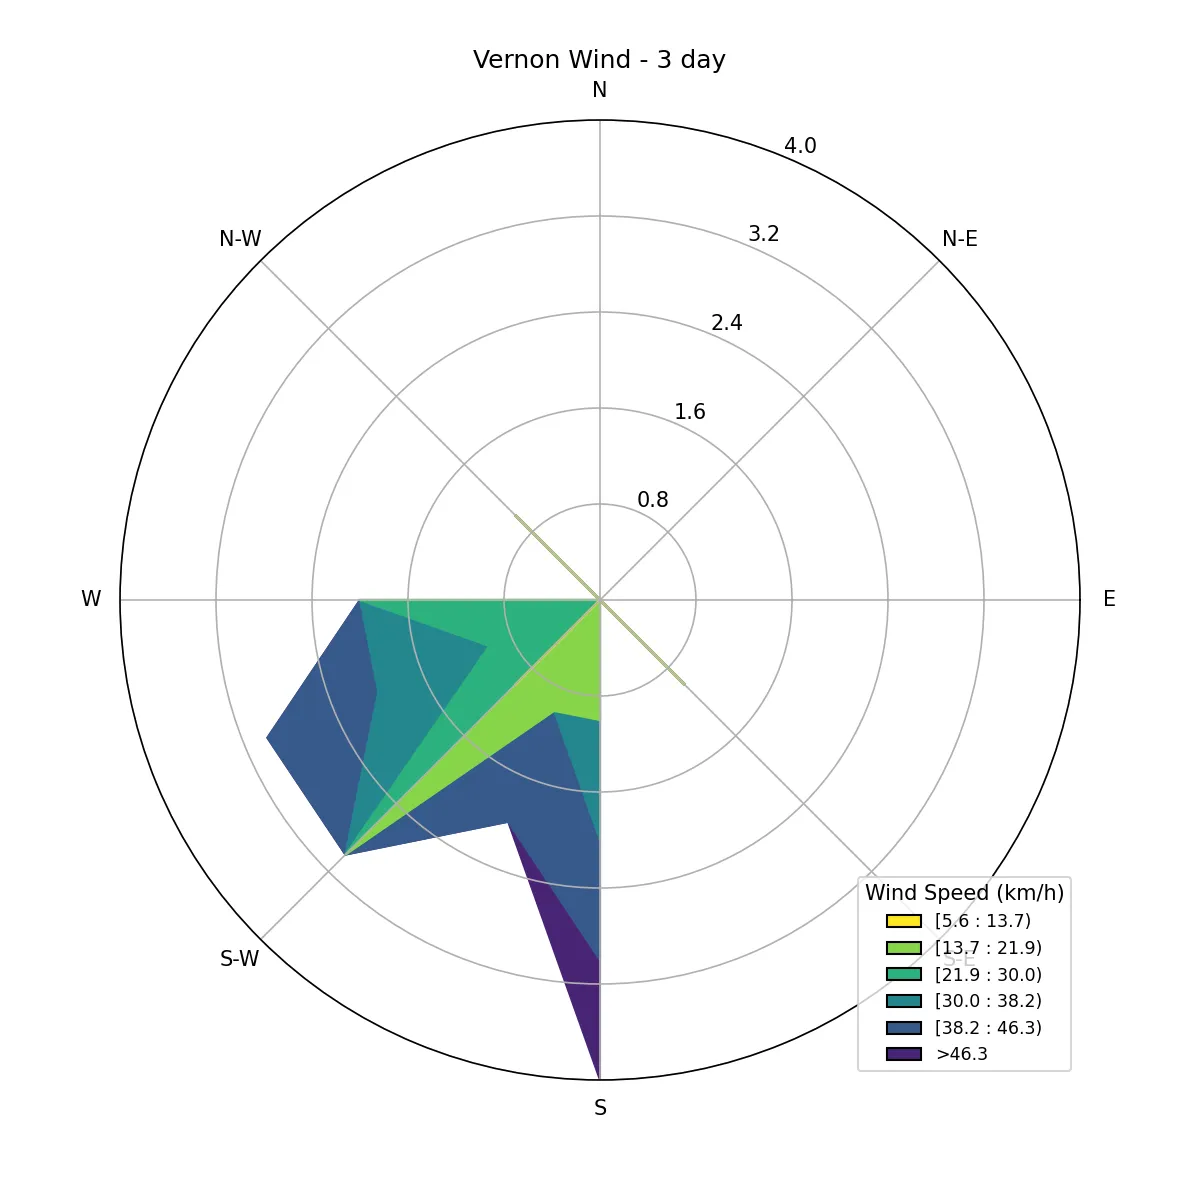 Vernon Wind - 3 day
N
4.0
N-W
N-E
3.2
2.4
1.6
0.8
W
E
S-W
S-E
S
Wind Speed (km/h)
[5.6 : 13.7)
[13.7 : 21.9)
[21.9 : 30.0)
[30.0 : 38.2)
[38.2 : 46.3)
>46.3